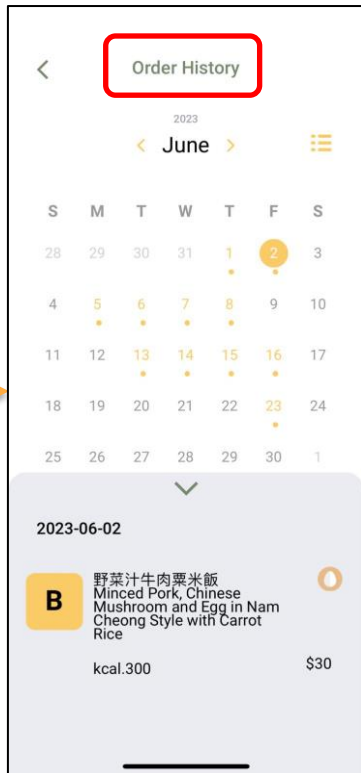 Order History
2023
June
S M T W T F S
28 29 30 31 1 2 3
4 5 6 7 8 9 10
11 12 13 14 15 16 17
18 19 20 21 22 23 24
25 26 27 28 29 30 1
2023-06-02
B
野菜汁牛肉粟米飯
Minced Pork, Chinese
Mushroom and Egg in Nam
Cheong Style with Carrot
Rice
kcal.300 $30